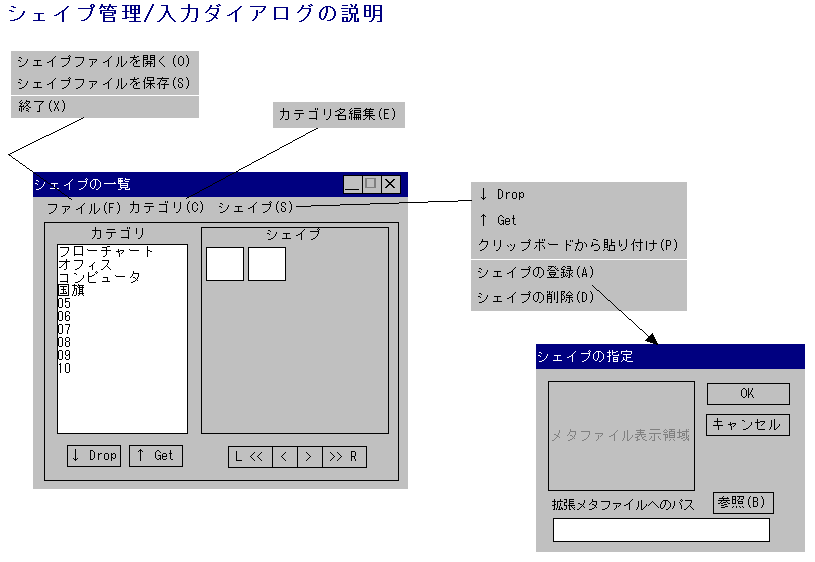 シェイプ管理/入力ダイアログの説明
シェイプファイルを開く(O)
シェイプファイルを保存(S)
終了(X)
カテゴリ名編集(E)
シェイプの一覧
ファイル(F) カテゴリ(C) シェイプ(S)
カテゴリ
シェイプ
フローチャート
オフィス
コンピュータ
国旗
05
06
07
08
09
10
↓ Drop
↑ Get
L <<
<
>
>> R
↓ Drop
↑ Get
クリップボードから貼り付け(P)
シェイプの登録(A)
シェイプの削除(D)
シェイプの指定
メタファイル表示領域
OK
キャンセル
拡張メタファイルへのパス
参照(B)